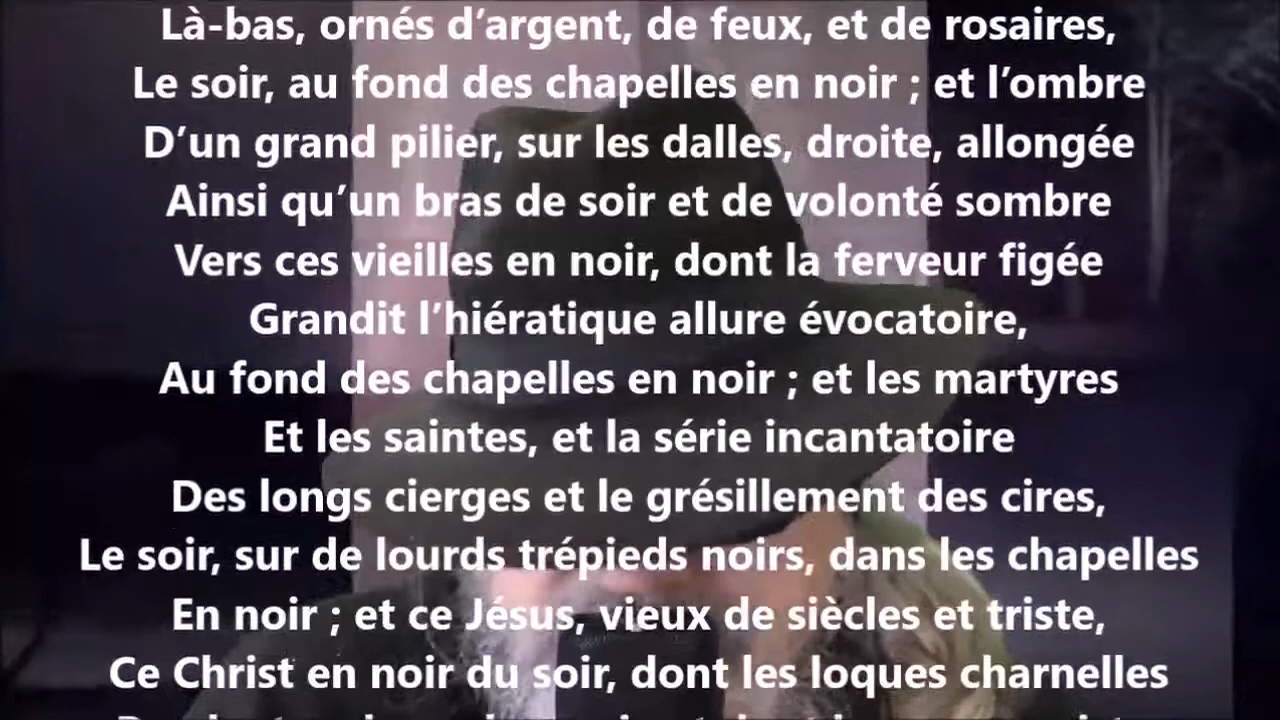 Là-bas, ornés d’argent, de feux, et de rosaires,
Le soir, au fond des chapelles en noir ; et l’ombre
D’un grand pilier, sur les dalles, droite, allongée
Ainsi qu’un bras de soir et de volonté sombre
Vers ces vieilles en noir, dont la ferveur figée
Grandit l’hiératique allure évocatoire,
Au fond des chapelles en noir ; et les martyres
Et les saintes, et la série incantatoire
Des longs cierges et le grésillement des cires,
Le soir, sur de lourds trépieds noirs, dans les chapelles
En noir ; et ce Jésus, vieux de siècles et triste,
Ce Christ en noir du soir, dont les loques charnelles